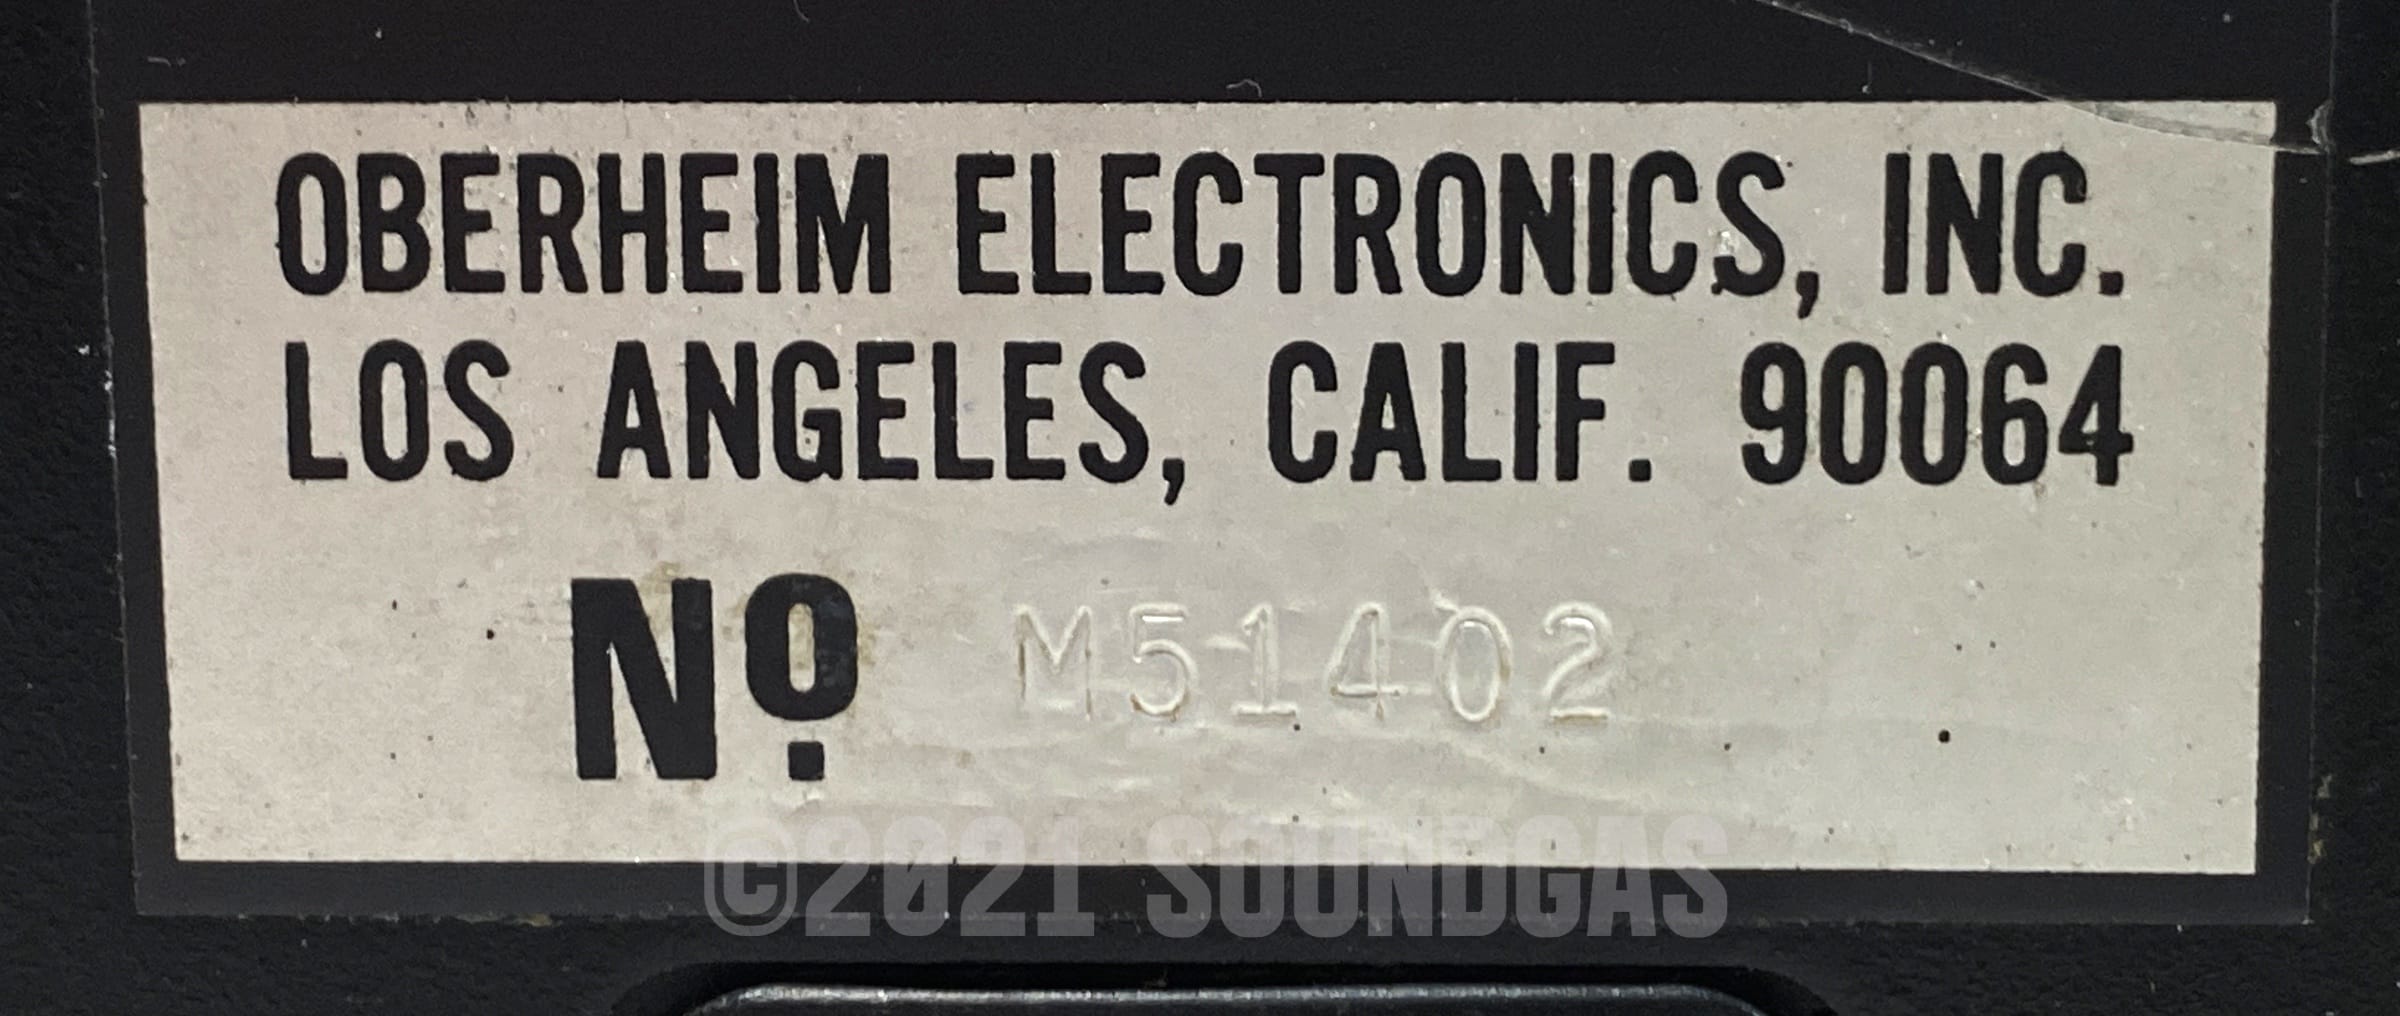 OBERHEIM ELECTRONICS, INC.
LOS ANGELES, CALIF. 90064
Nº. M51402
©2021 SOUNDGAS